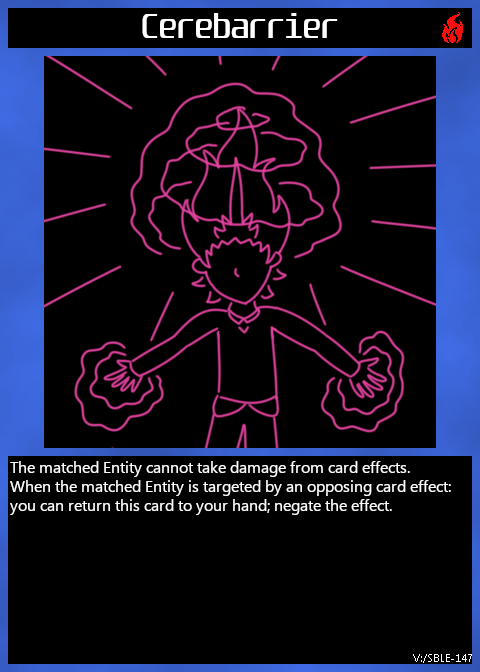 Cerebarrier
The matched Entity cannot take damage from card effects.
When the matched Entity is targeted by an opposing card effect:
you can return this card to your hand; negate the effect.
V:/SBLE-147